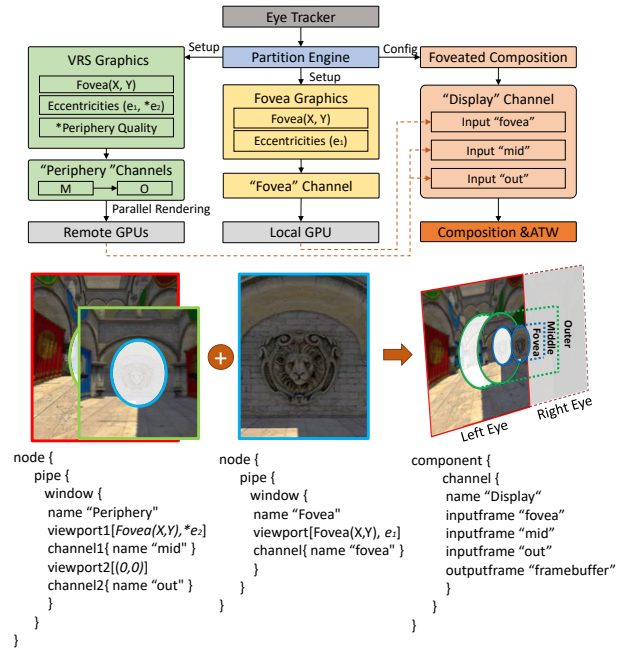 Eye Tracker
VRS Graphics
Setup
Partition Engine
Config
Foveated Composition
Fovea(X, Y)
Eccentricities (e₁, *e₂)
*Periphery Quality
Setup
Fovea Graphics
Fovea(X, Y)
Eccentricities (e₁)
“Display” Channel
Input “fovea”
Input “mid”
Input “out”
“Periphery”Channels
M
O
“Fovea” Channel
Parallel Rendering
Remote GPUs
Local GPU
Composition &ATW
+
Outer
Middle
Fovea
Left Eye
Right Eye
node {
pipe {
window {
name “Periphery"
viewport1[Fovea(X,Y),*e₂]
channel1{ name “mid" }
viewport2[(0,0)]
channel2{ name “out" }
}
}
}
node {
pipe {
window {
name “Fovea"
viewport[Fovea(X,Y), e₁]
channel{ name “fovea" }
}
}
}
component {
channel {
name “Display“
inputframe “fovea”
inputframe “mid”
inputframe “out”
outputframe “framebuffer”
}
}
}